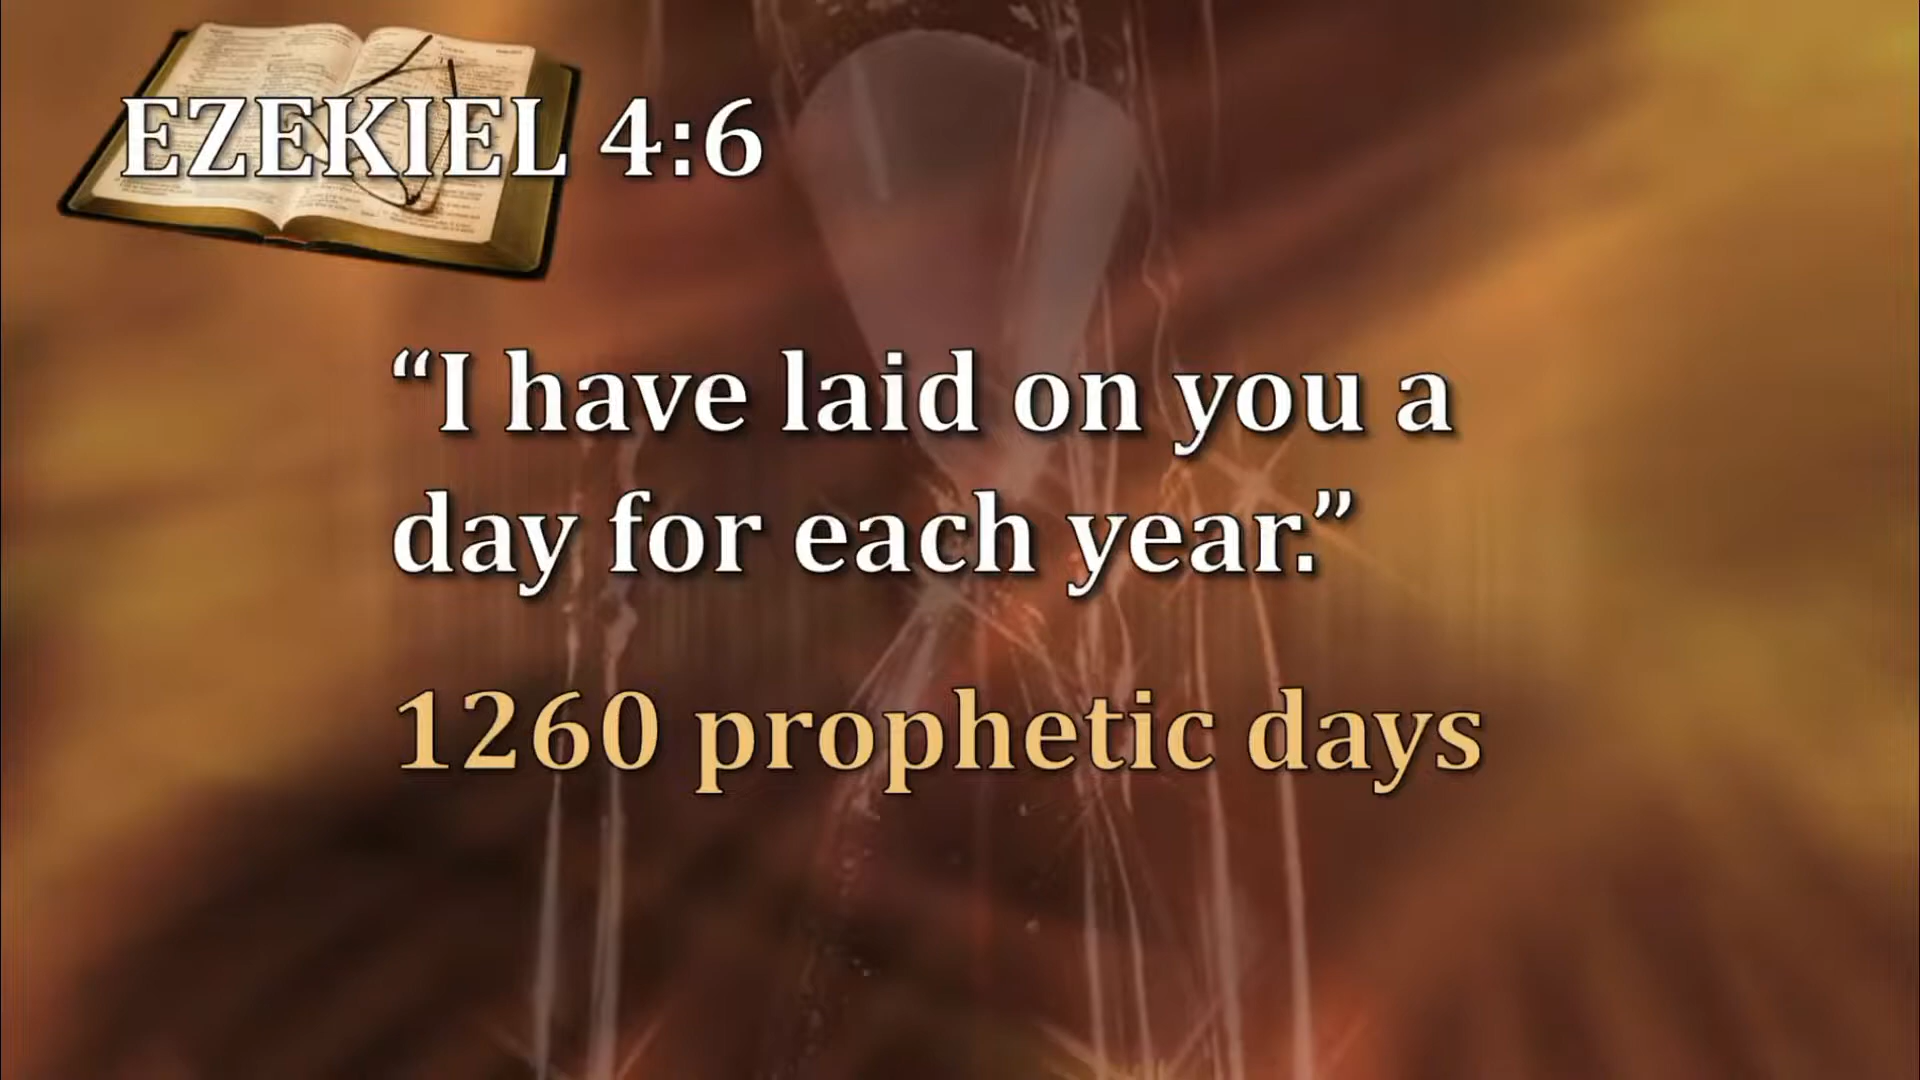 EZEKIEL 4:6
“I have laid on you a
day for each year.”
1260 prophetic days